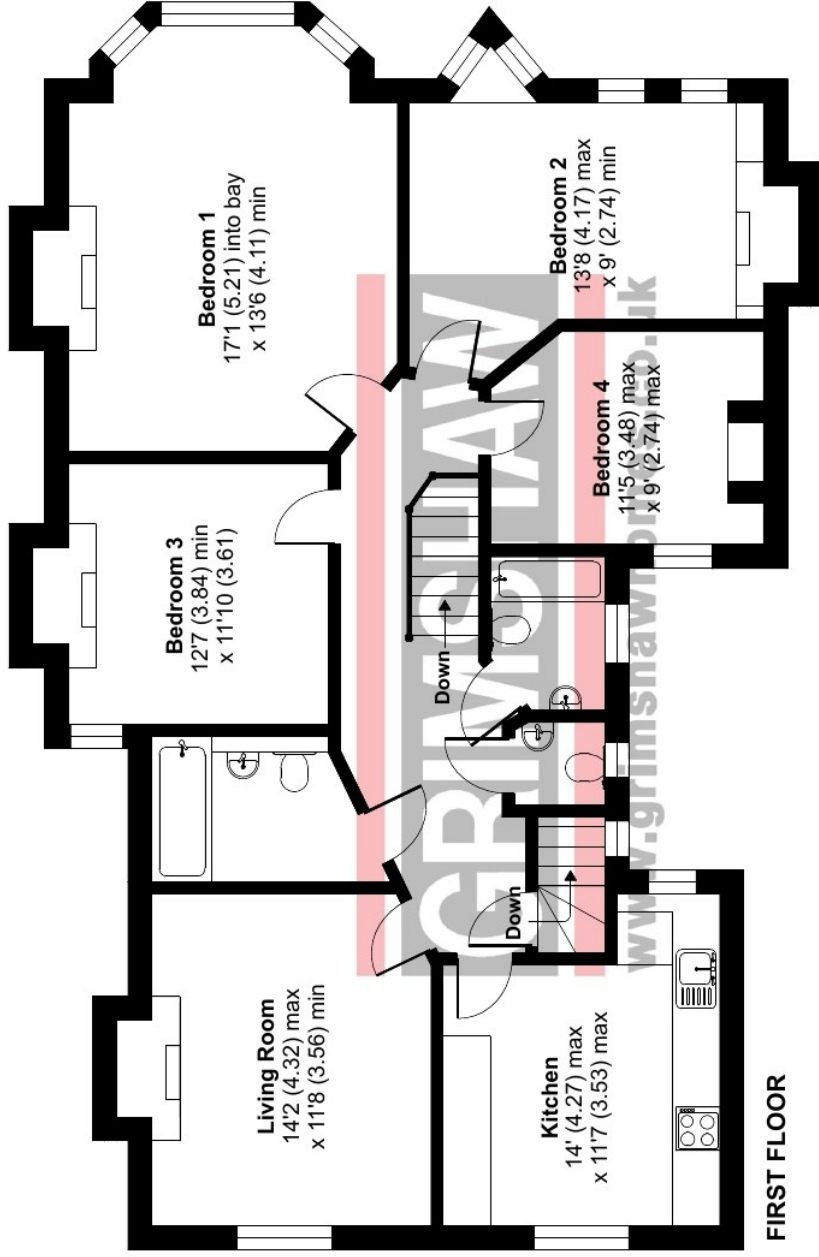 Bedroom 1
17'1 (5.21) into bay
x 13'6 (4.11) min
Bedroom 2
13'8 (4.17) max
x 9' (2.74) min
Bedroom 3
12'7 (3.84) min
x 11'10 (3.61)
Bedroom 4
11'5 (3.48) max
x 9' (2.74) max
Down
Down
Living Room
14'2 (4.32) max
x 11'8 (3.56) min
Kitchen
14' (4.27) max
x 11'7 (3.53) max
GRIMSHAW
www.grimshawhomes.co.uk
FIRST FLOOR